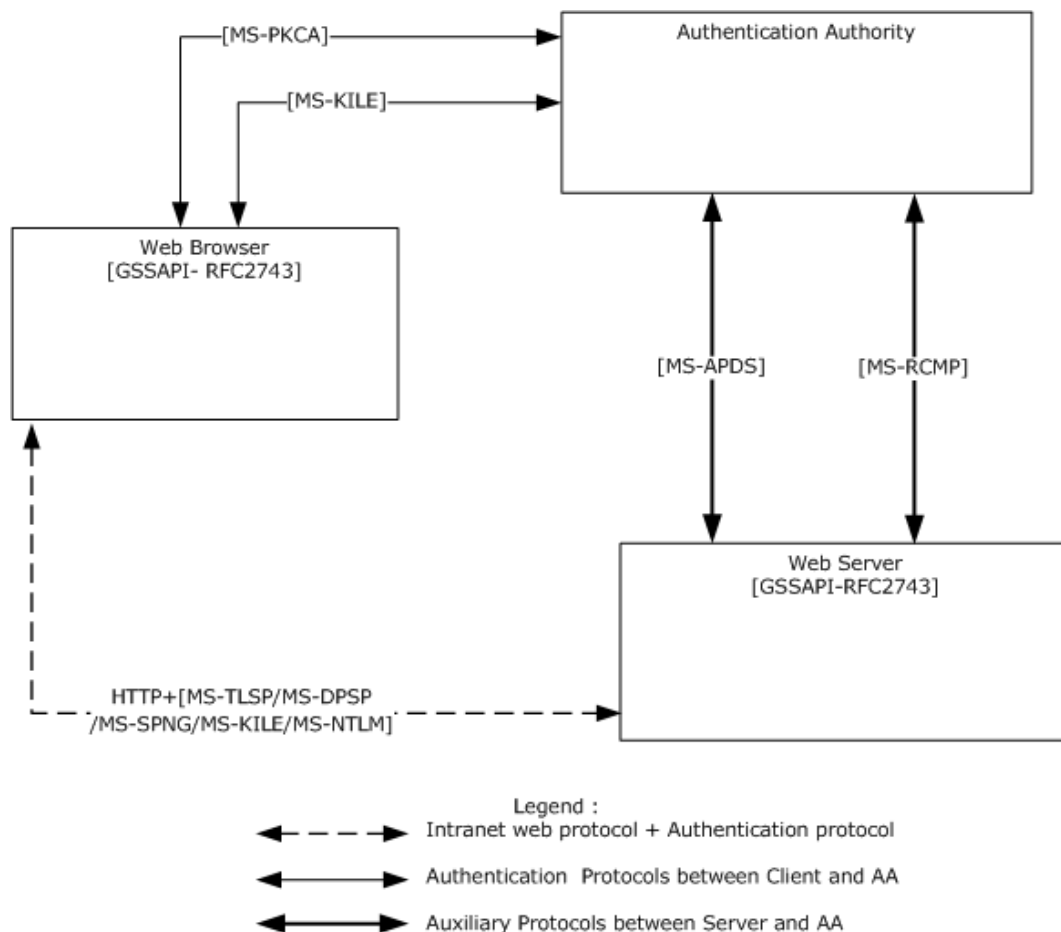 [MS-PKCA]
Authentication Authority
[MS-KILE]
Web Browser
[GSSAPI- RFC2743]
[MS-APDS]
[MS-RCMP]
Web Server
[GSSAPI-RFC2743]
HTTP+[MS-TLSP/MS-DPSP
/MS-SPNG/MS-KILE/MS-NTLM]
Legend :
Intranet web protocol + Authentication protocol
Authentication Protocols between Client and AA
Auxiliary Protocols between Server and AA